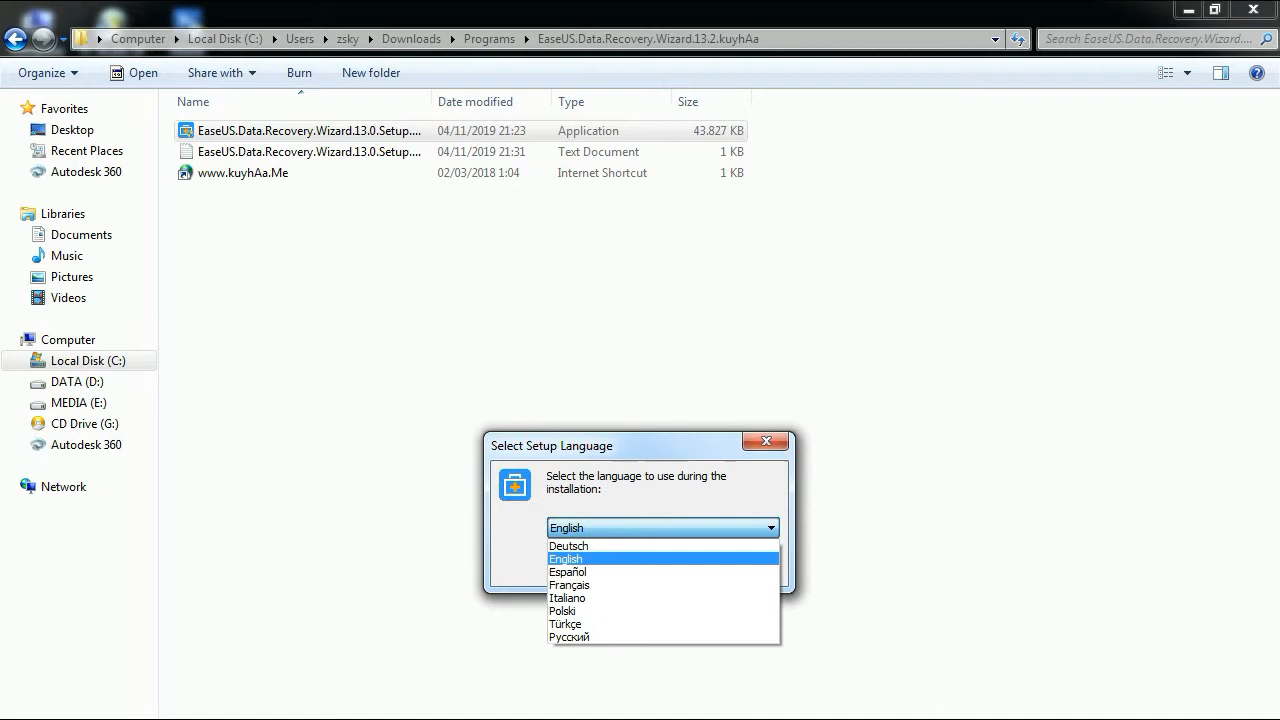 Computer Local Disk (C:) Users zsky Downloads Programs EaseUS.Data.Recovery.Wizard.13.2.kuyhAa
Search EaseUS.Data.Recovery.Wizard....
Organize Open Share with Burn New folder
Name Date modified Type Size
EaseUS.Data.Recovery.Wizard.13.0.Setup.... 04/11/2019 21:23 Application 43.827 KB
EaseUS.Data.Recovery.Wizard.13.0.Setup.... 04/11/2019 21:31 Text Document 1 KB
www.kuyhAa.Me 02/03/2018 1:04 Internet Shortcut 1 KB
Favorites
Desktop
Recent Places
Autodesk 360
Libraries
Documents
Music
Pictures
Videos
Computer
Local Disk (C:)
DATA (D:)
MEDIA (E:)
CD Drive (G:)
Autodesk 360
Network
Select Setup Language
Select the language to use during the
installation:
English
Deutsch
English
Español
Français
Italiano
Polski
Türkçe
Русский